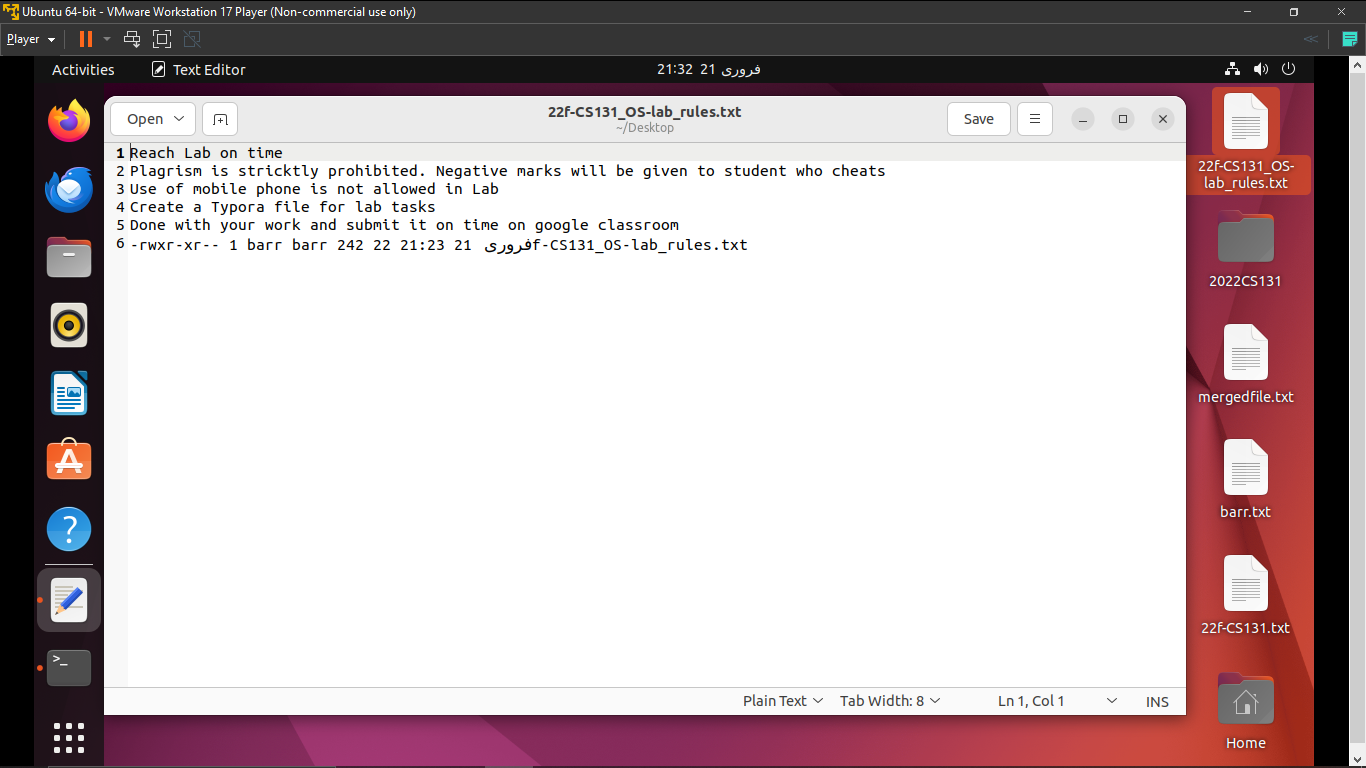 Ubuntu 64-bit - VMware Workstation 17 Player (Non-commercial use only)
Player
Activities
Text Editor
21:32 21 فروری
Open
22f-CS131_OS-lab_rules.txt
~/Desktop
Save
1 Reach Lab on time
2 Plagrism is stricktly prohibited. Negative marks will be given to student who cheats
3 Use of mobile phone is not allowed in Lab
4 Create a Typora file for lab tasks
5 Done with your work and submit it on time on google classroom
6 -rwxr-xr-- 1 barr barr 242 فروری 21 21:23 22f-CS131_OS-lab_rules.txt
Plain Text
Tab Width: 8
Ln 1, Col 1
INS
22f-CS131_OS-
lab_rules.txt
2022CS131
mergedfile.txt
barr.txt
22f-CS131.txt
Home